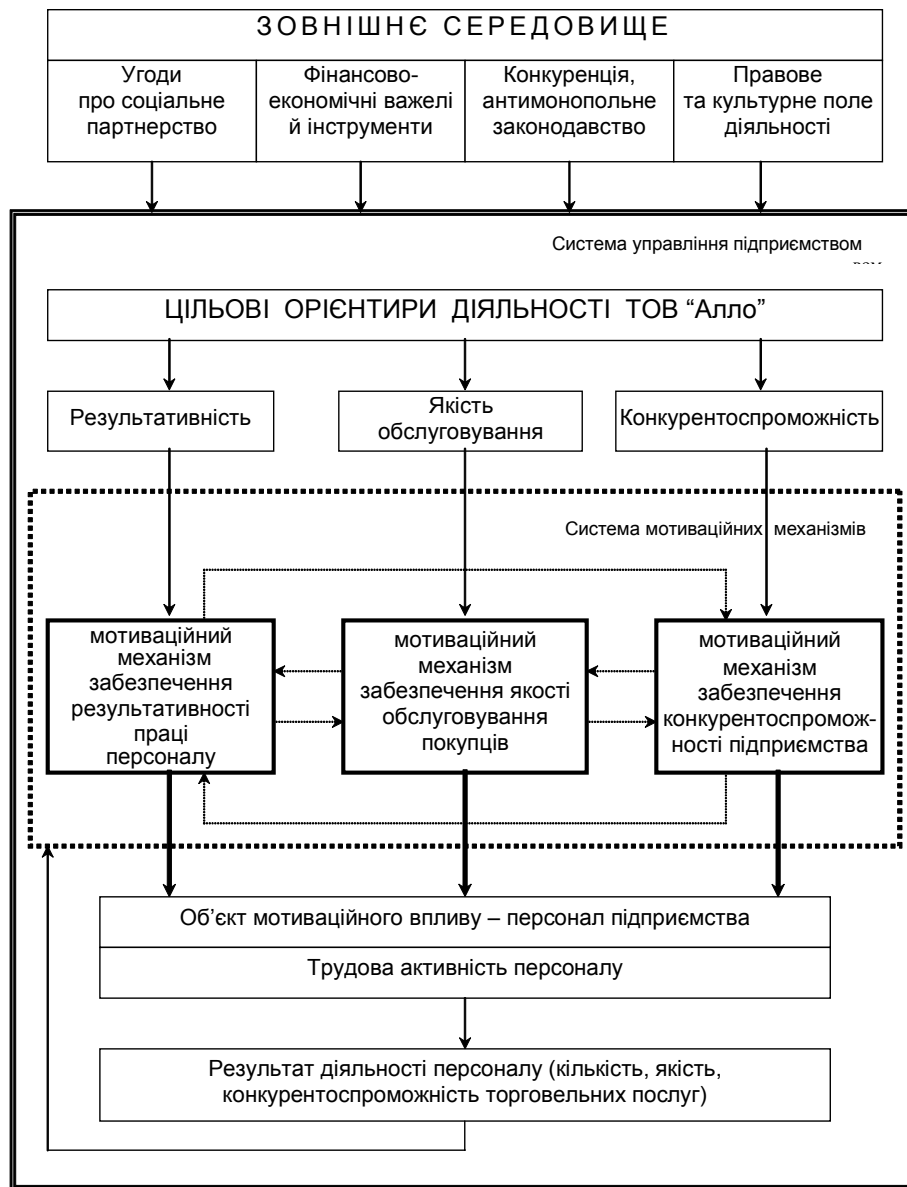 ЗОВНІШНЄ СЕРЕДОВИЩЕ
Угоди
про соціальне
партнерство
Фінансово-
економічні важелі
й інструменти
Конкуренція,
антимонопольне
законодавство
Правове
та культурне поле
діяльності
Система управління підприємством
ЦІЛЬОВІ ОРІЄНТИРИ ДІЯЛЬНОСТІ ТОВ “Алло”
Результативність
Якість
обслуговування
Конкурентоспроможність
Система мотиваційних механізмів
мотиваційний
механізм
забезпечення
результативності
праці
персоналу
мотиваційний
механізм
забезпечення якості
обслуговування
покупців
мотиваційний
механізм
забезпечення
конкурентоспромож-
ності підприємства
Об’єкт мотиваційного впливу – персонал підприємства
Трудова активність персоналу
Результат діяльності персоналу (кількість, якість,
конкурентоспроможність торговельних послуг)